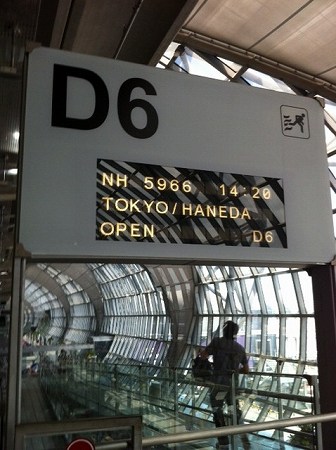 D6
NH 5966 14:20
TOKYO/HANEDA
OPEN D6